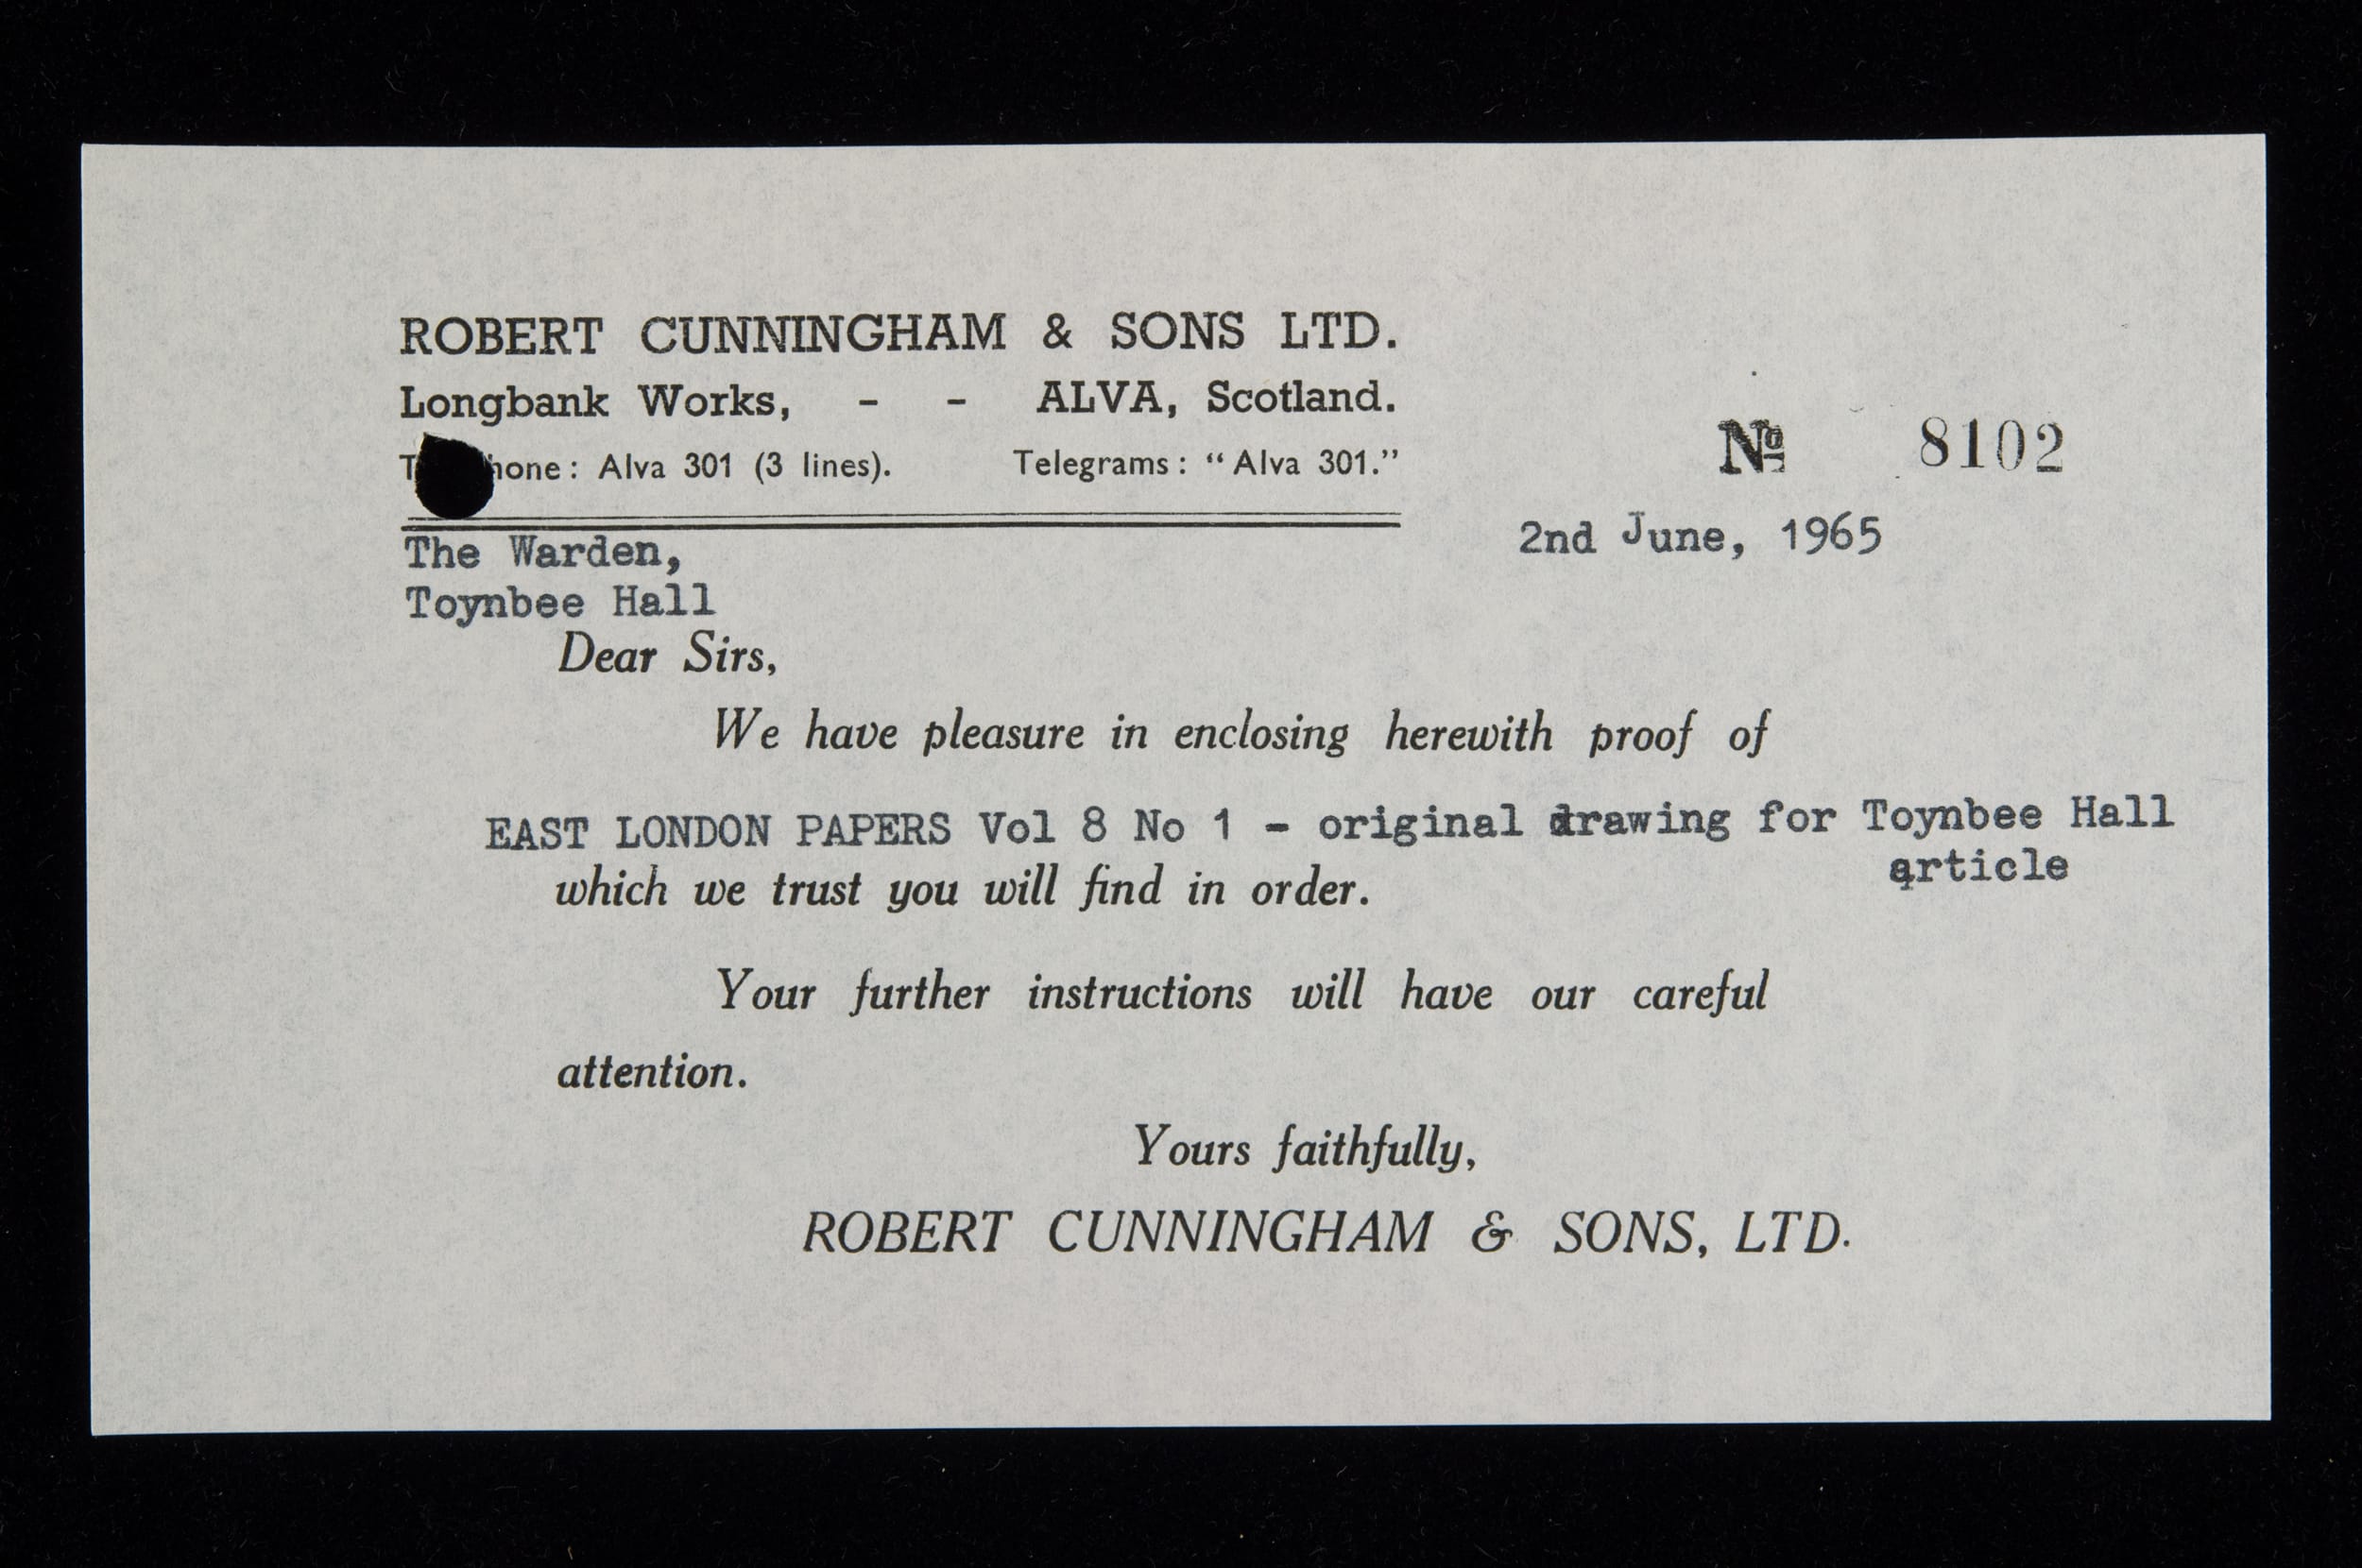 ROBERT CUNNINGHAM & SONS LTD.
Longbank Works, - - ALVA, Scotland.
T hone: Alva 301 (3 lines). Telegrams: “Alva 301.”
Nº 8102
2nd June, 1965
The Warden,
Toynbee Hall
Dear Sirs,
We have pleasure in enclosing herewith proof of
EAST LONDON PAPERS Vol 8 No 1 - original drawing for Toynbee Hall
article
which we trust you will find in order.
Your further instructions will have our careful
attention.
Yours faithfully,
ROBERT CUNNINGHAM & SONS, LTD.